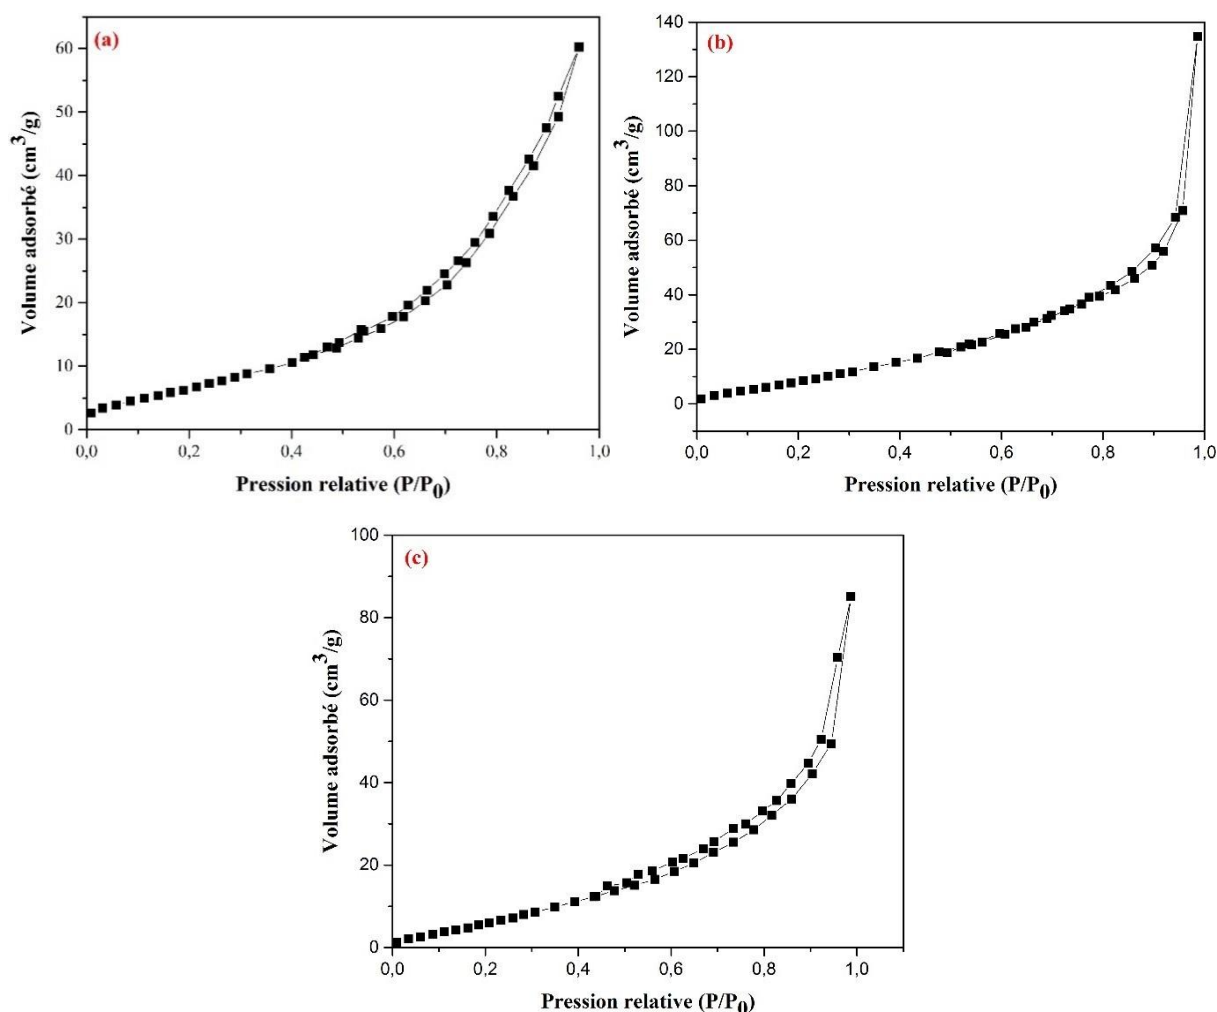 (a)
60
50
40
30
20
10
0
0,0 0,2 0,4 0,6 0,8 1,0
Volume adsorbé (cm³/g)
Pression relative (P/P₀)
(b)
140
120
100
80
60
40
20
0
0,0 0,2 0,4 0,6 0,8 1,0
Volume adsorbé (cm³/g)
Pression relative (P/P₀)
(c)
100
80
60
40
20
0
0,0 0,2 0,4 0,6 0,8 1,0
Volume adsorbé (cm³/g)
Pression relative (P/P₀)